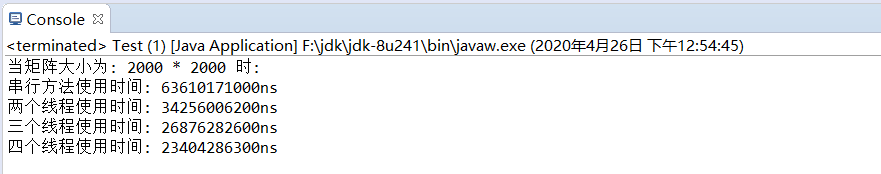 Console
<terminated> Test (1) [Java Application] F:\jdk\jdk-8u241\bin\javaw.exe (2020年4月26日 下午12:54:45)
当矩阵大小为: 2000 * 2000 时:
串行方法使用时间: 63610171000ns
两个线程使用时间: 34256006200ns
三个线程使用时间: 26876282600ns
四个线程使用时间: 23404286300ns